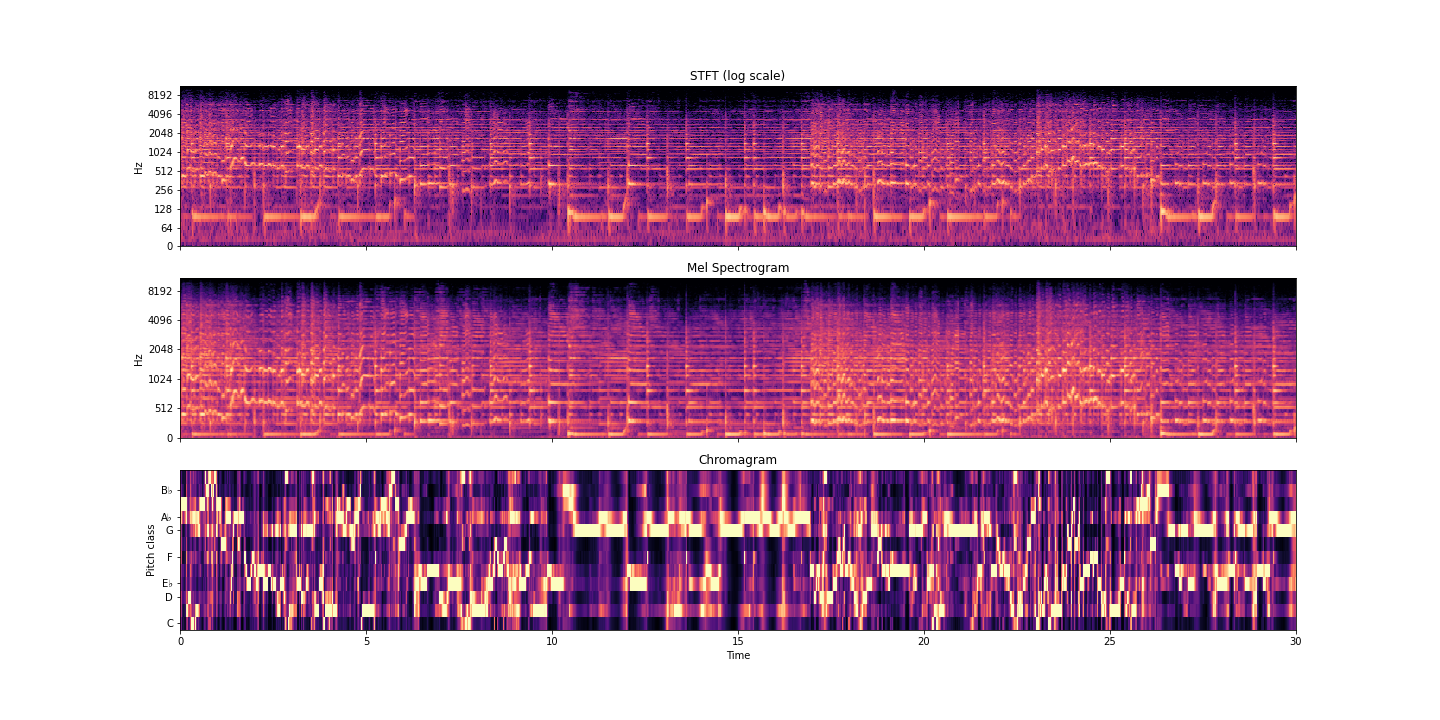 STFT (log scale)
8192
4096
2048
1024
512
256
128
64
0
Hz
Mel Spectrogram
8192
4096
2048
1024
512
0
Hz
Chromagram
B♭
A♭
G
F
E♭
D
C
Pitch class
0 5 10 15 20 25 30
Time